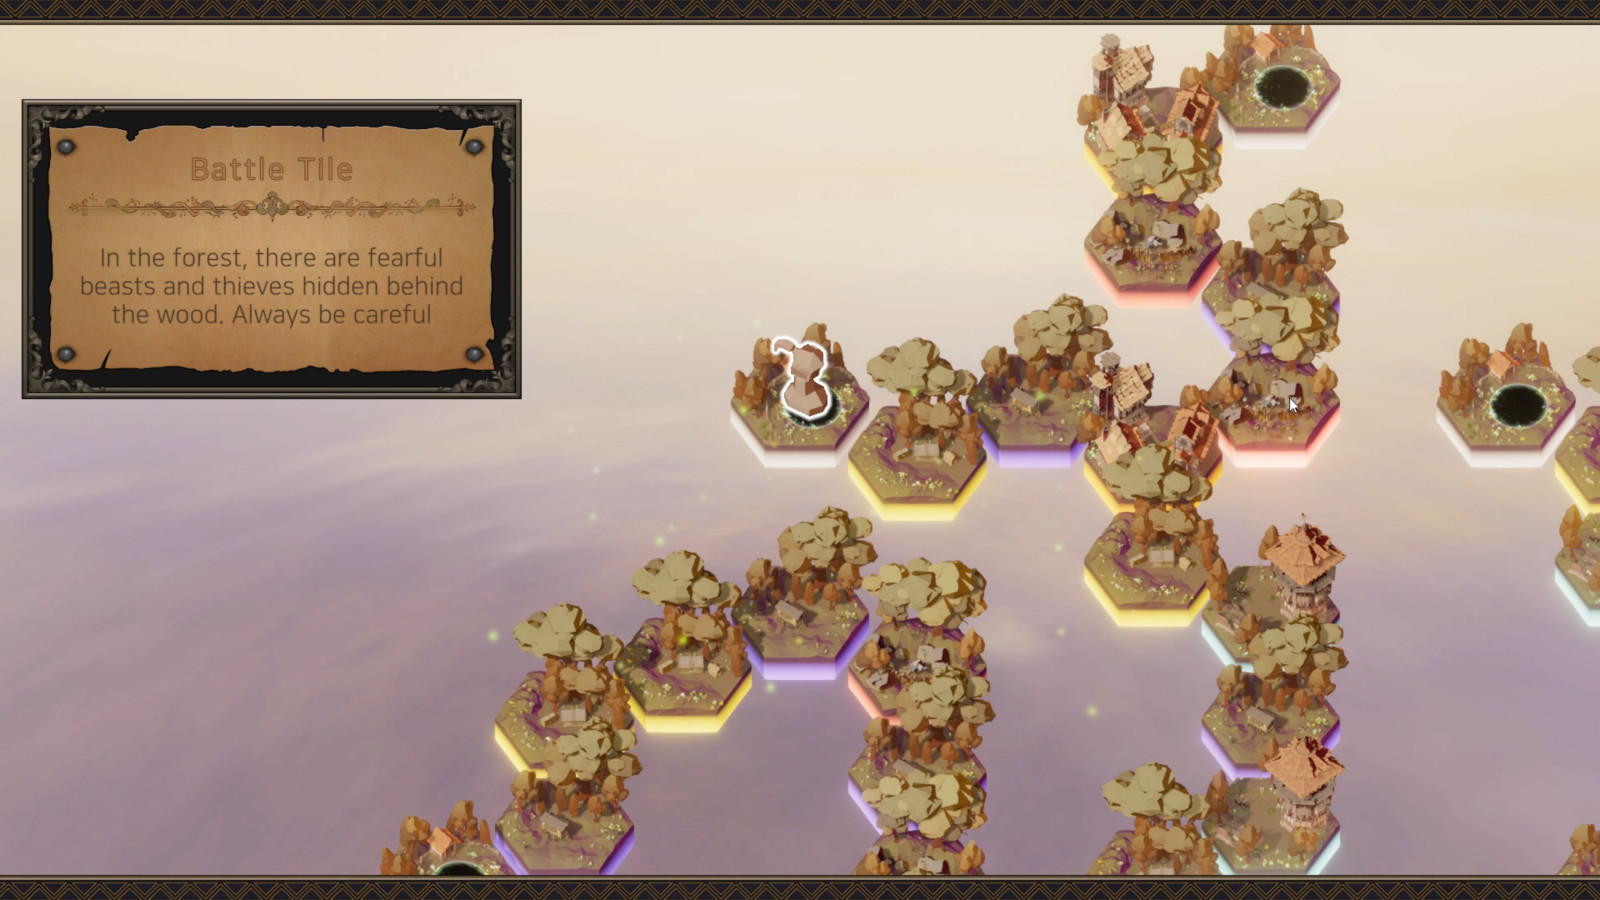 Battle Tile
In the forest, there are fearful
beasts and thieves hidden behind
the wood. Always be careful